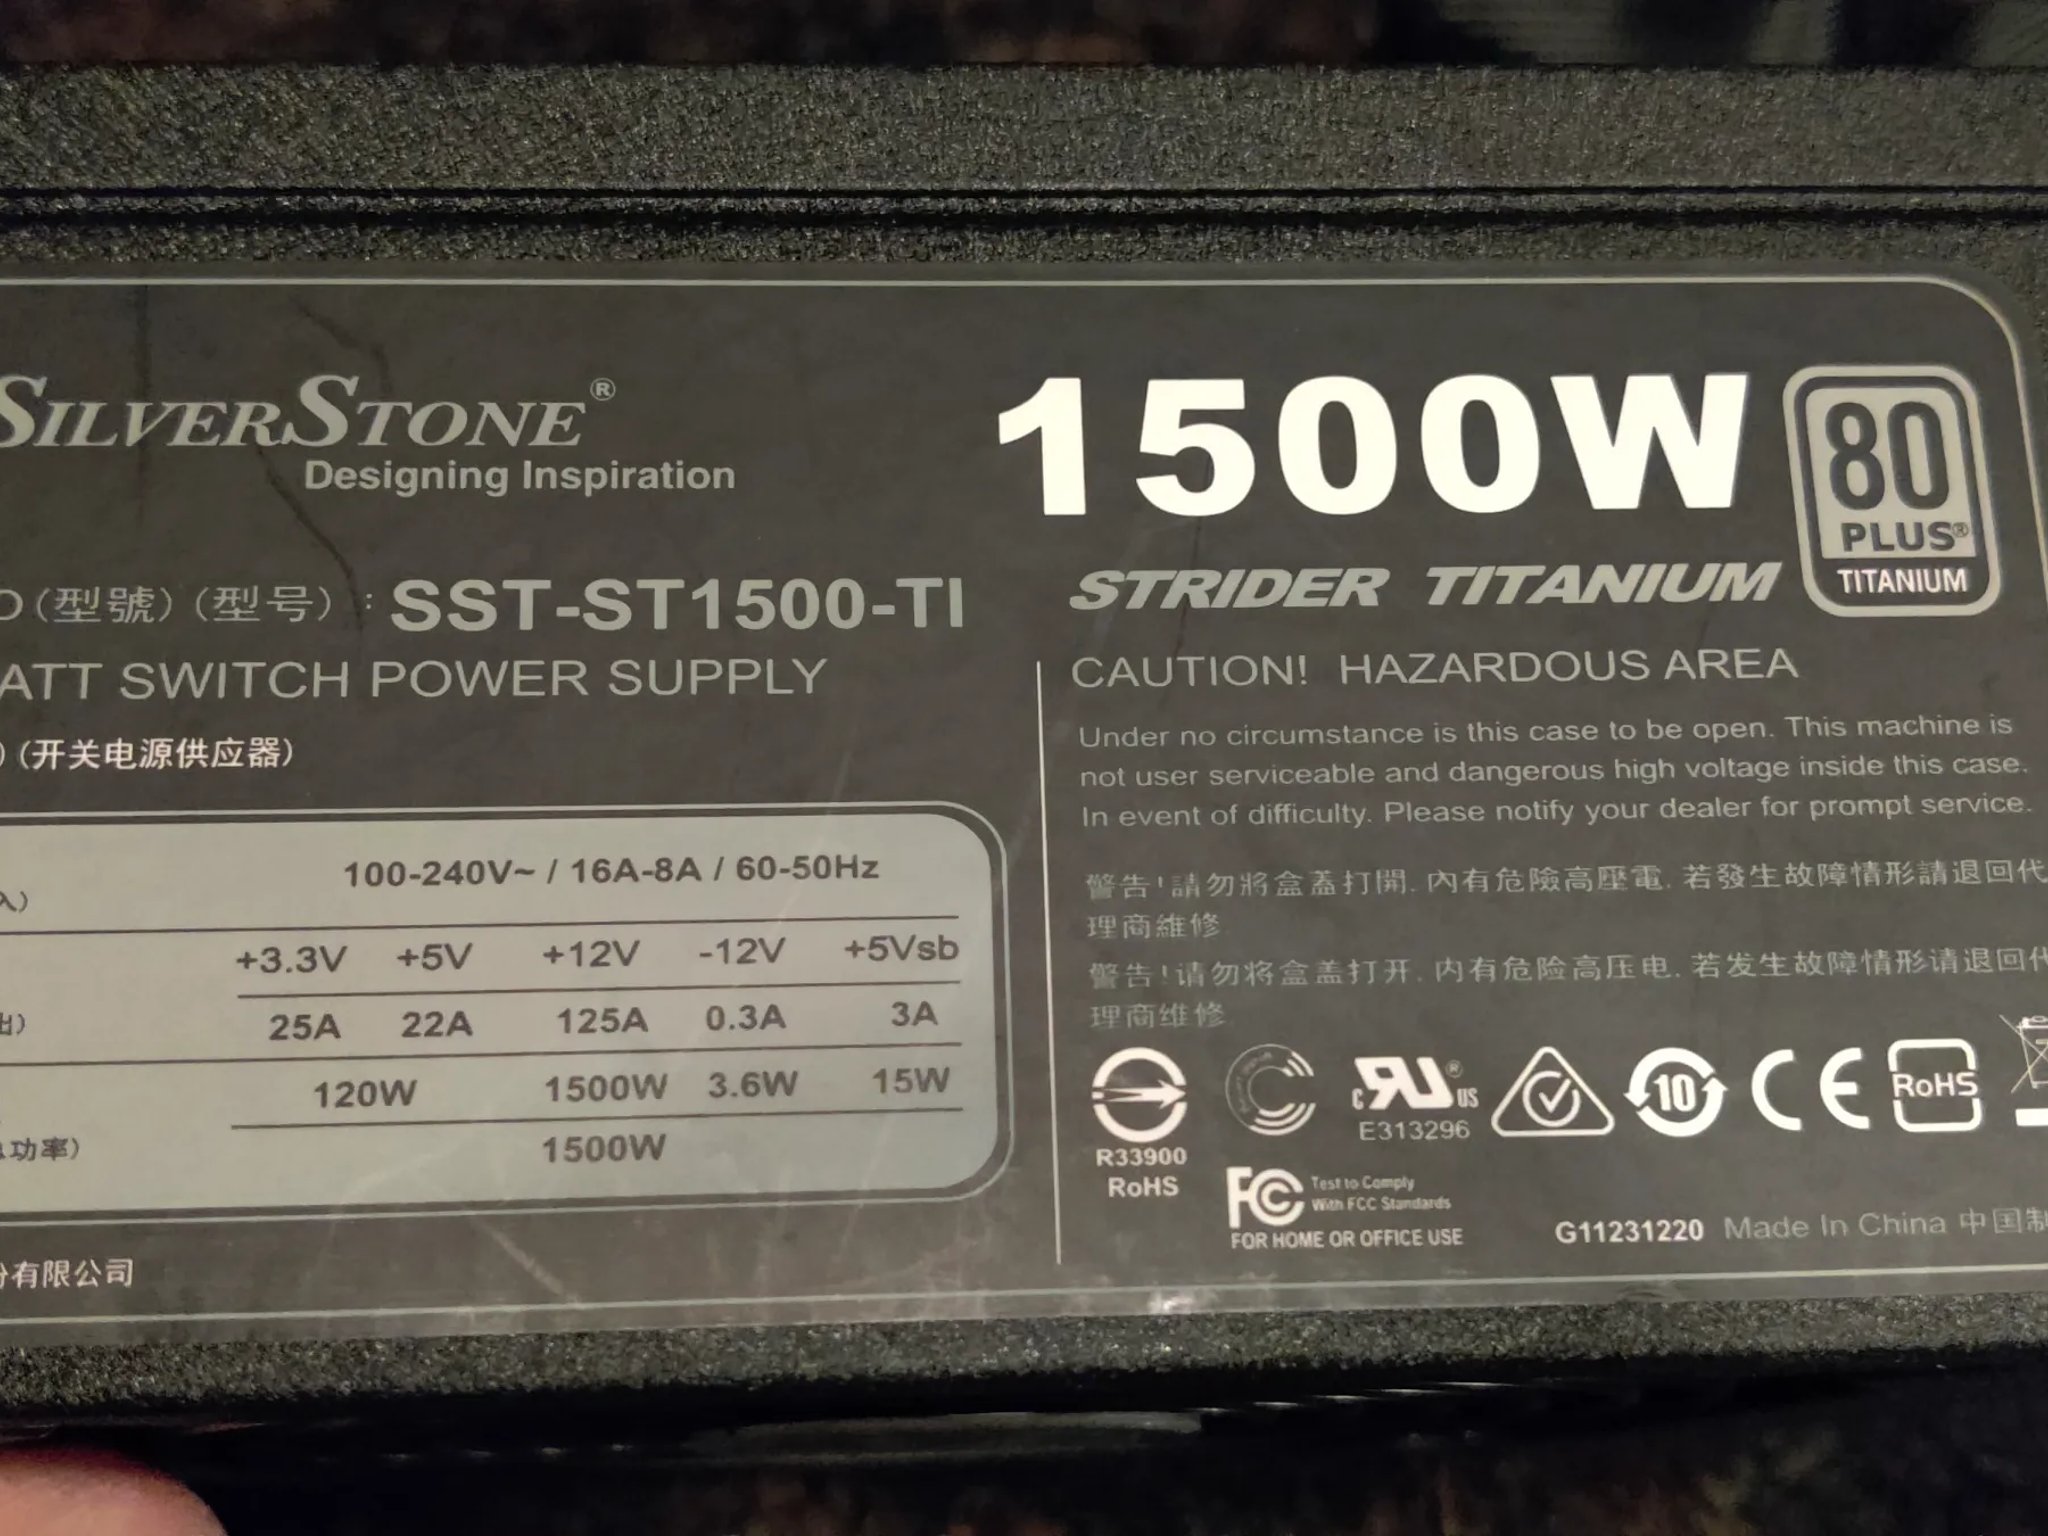 SILVERSTONE®
Designing Inspiration
1500W
80
PLUS®
TITANIUM
STRIDER TITANIUM
(型號) (型号) : SST-ST1500-TI
ATT SWITCH POWER SUPPLY
) (开关电源供应器)
100-240V~ / 16A-8A / 60-50Hz
入)
+3.3V +5V +12V -12V +5Vsb
出) 25A 22A 125A 0.3A 3A
120W 1500W 3.6W 15W
功率) 1500W
份有限公司
CAUTION! HAZARDOUS AREA
Under no circumstance is this case to be open. This machine is
not user serviceable and dangerous high voltage inside this case.
In event of difficulty. Please notify your dealer for prompt service.
警告!請勿將盒蓋打開. 內有危險高壓電. 若發生故障情形請退回代
理商維修
警告!请勿将盒盖打开. 内有危险高压电. 若发生故障情形请退回代
理商维修
R33900
RoHS
c RU® US
E313296
10
CE
RoHS
FC Test to Comply
With FCC Standards
FOR HOME OR OFFICE USE
G11231220 Made In China 中国制